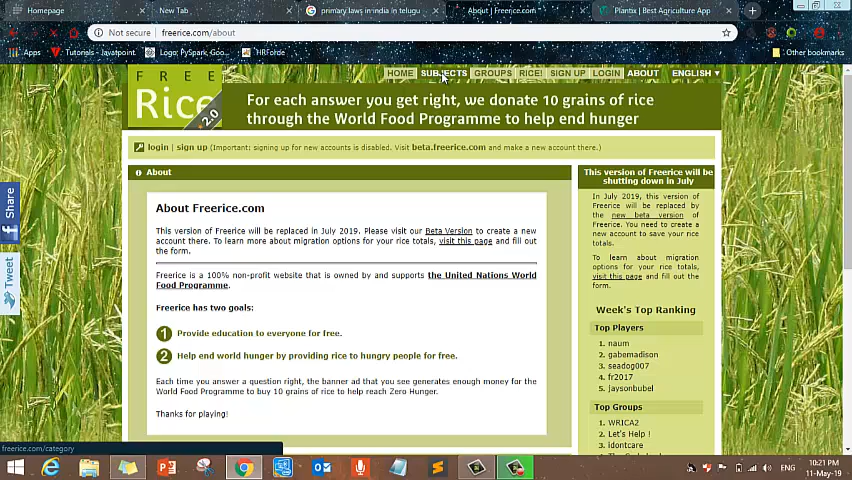 Homepage
New Tab
primary laws in india in telugu
About | Freerice.com
Plantix | Best Agriculture App
Not secure | freerice.com/about
Apps
Tutorials - Javatpoint
Logo: PySpark, Goo
HRForce
Other bookmarks
HOME SUBJECTS GROUPS RICE! SIGN UP LOGIN ABOUT ENGLISH
FREE
Rice
2.0
For each answer you get right, we donate 10 grains of rice
through the World Food Programme to help end hunger
login | sign up (Important: signing up for new accounts is disabled. Visit beta.freerice.com and make a new account there.)
Share
Tweet
About
About Freerice.com
This version of Freerice will be replaced in July 2019. Please visit our Beta Version to create a new
account there. To learn more about migration options for your rice totals, visit this page and fill out
the form.
Freerice is a 100% non-profit website that is owned by and supports the United Nations World
Food Programme.
Freerice has two goals:
1 Provide education to everyone for free.
2 Help end world hunger by providing rice to hungry people for free.
Each time you answer a question right, the banner ad that you see generates enough money for the
World Food Programme to buy 10 grains of rice to help reach Zero Hunger.
Thanks for playing!
This version of Freerice will be
shutting down in July
In July 2019, this version of
Freerice will be replaced by
the new beta version of
Freerice. You need to create
a new account to save your rice
totals.
To learn about migration
options for your rice totals,
visit this page and fill out the
form.
Week's Top Ranking
Top Players
1. naum
2. gabemadison
3. seadog007
4. fr2017
5. jaysonbubel
Top Groups
1. WRICA2
2. Let's Help !
3. idontcare
freerice.com/category
ENG
10:21 PM
11-May-19